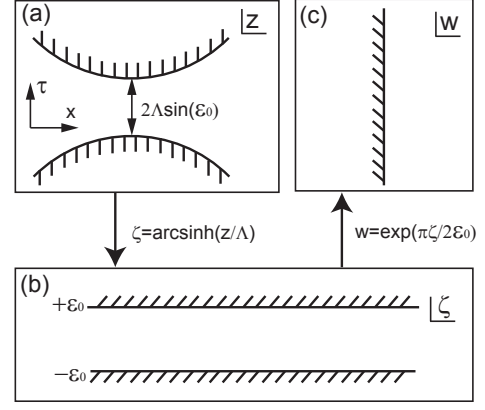 (a)
z
τ
x
2Λsin(ε₀)
(c)
w
ζ=arcsinh(z/Λ)
w=exp(πζ/2ε₀)
(b)
+ε₀
ζ
−ε₀